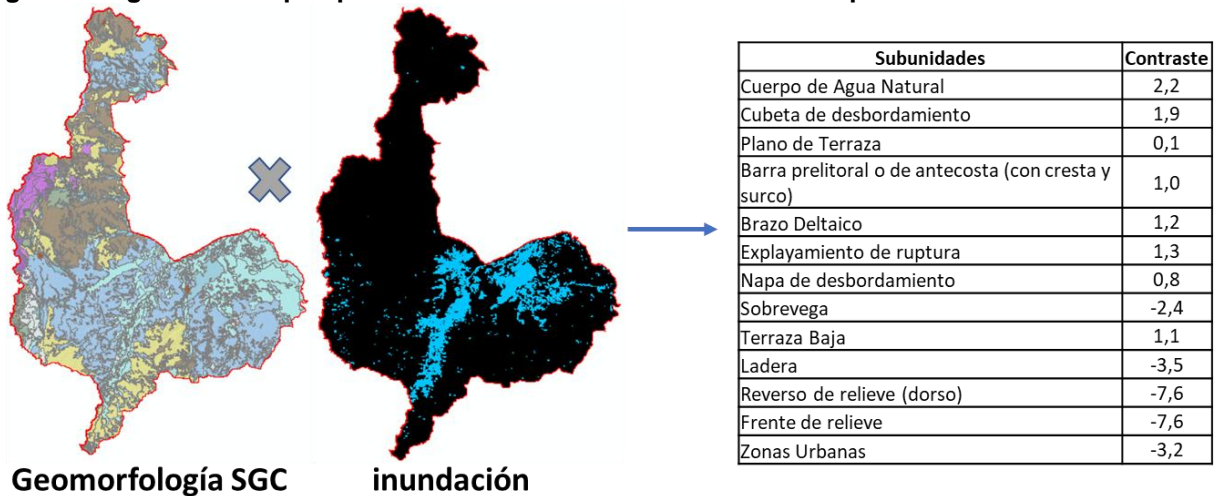 Geomorfología SGC
inundación
Subunidades Contraste
Cuerpo de Agua Natural 2,2
Cubeta de desbordamiento 1,9
Plano de Terraza 0,1
Barra prelitoral o de antecosta (con cresta y
surco) 1,0
Brazo Deltaico 1,2
Explayamiento de ruptura 1,3
Napa de desbordamiento 0,8
Sobrevega -2,4
Terraza Baja 1,1
Ladera -3,5
Reverso de relieve (dorso) -7,6
Frente de relieve -7,6
Zonas Urbanas -3,2